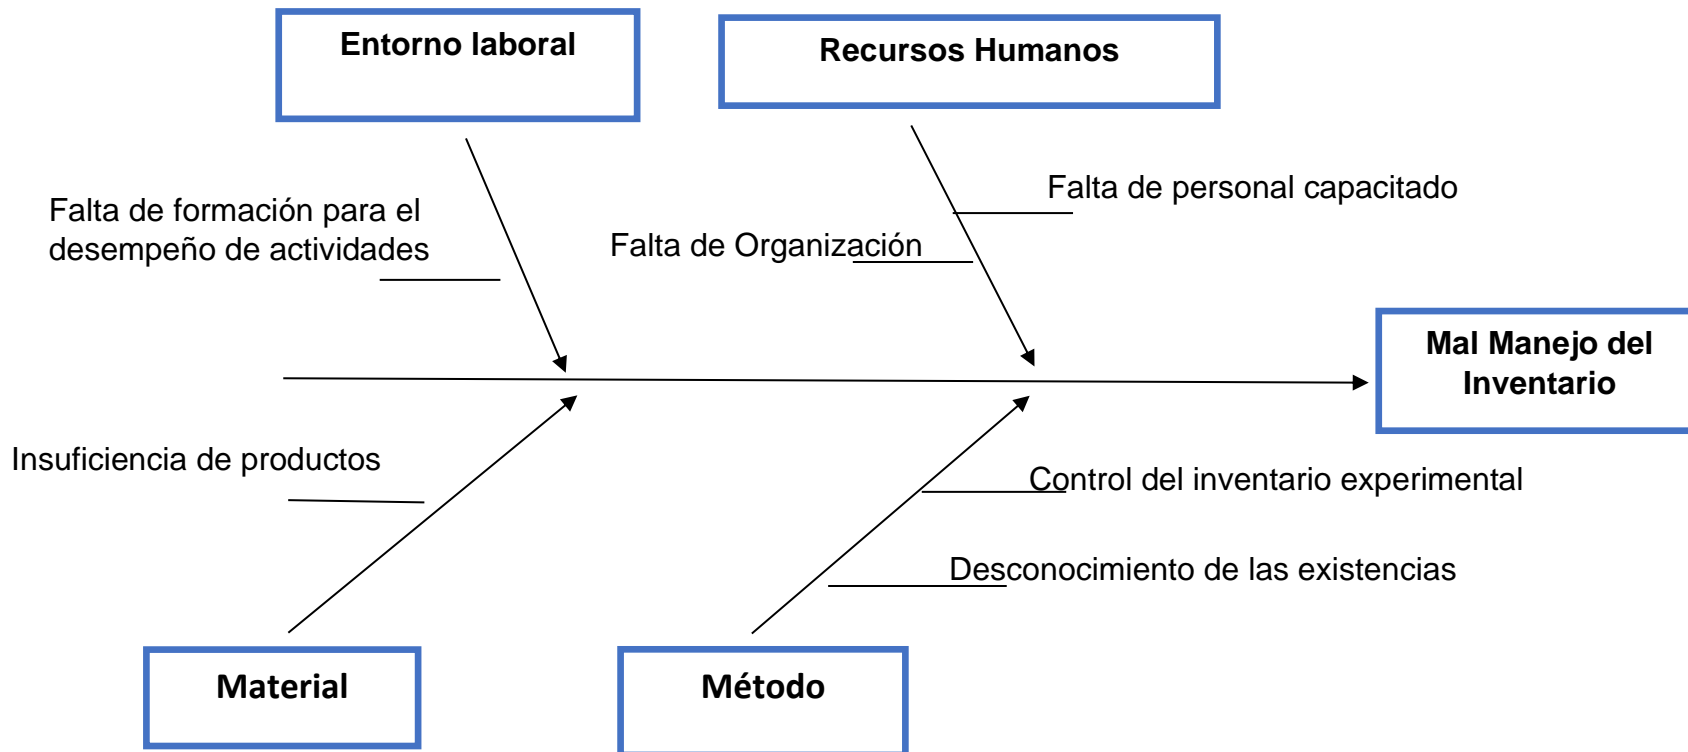 Entorno laboral
Recursos Humanos
Falta de personal capacitado
Falta de formación para el
desempeño de actividades
Falta de Organización
Mal Manejo del
Inventario
Insuficiencia de productos
Control del inventario experimental
Desconocimiento de las existencias
Material
Método